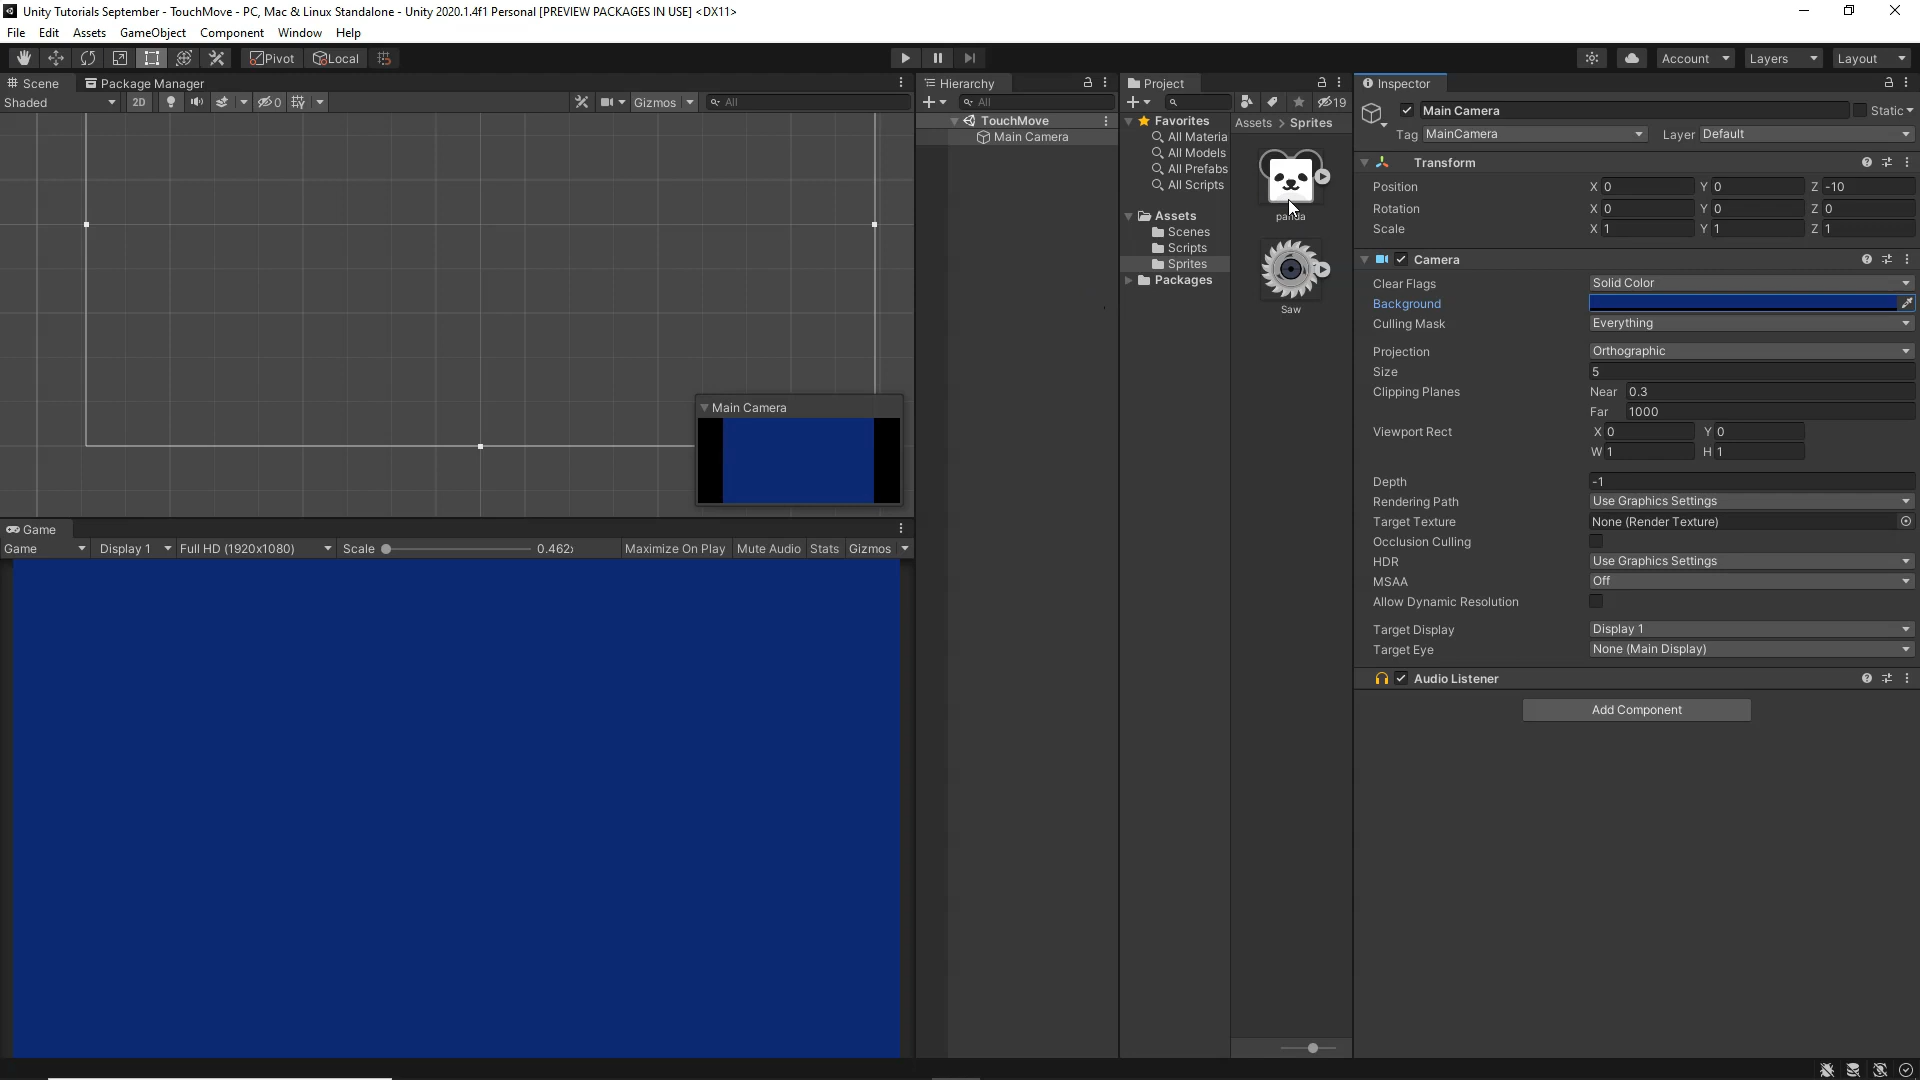 Unity Tutorials September - TouchMove - PC, Mac & Linux Standalone - Unity 2020.1.4f1 Personal [PREVIEW PACKAGES IN USE] <DX11>
File Edit Assets GameObject Component Window Help
Pivot Local Account Layers Layout
Scene Package Manager
Shaded 2D 0 Gizmos All
Hierarchy
All
TouchMove
Main Camera
Project
19
Favorites
All Materia
All Models
All Prefabs
All Scripts
Assets
Scenes
Scripts
Sprites
Packages
Assets > Sprites
panda
Saw
Main Camera
Game
Game Display 1 Full HD (1920x1080) Scale 0.462 Maximize On Play Mute Audio Stats Gizmos
Inspector
Main Camera Static
Tag MainCamera Layer Default
Transform
Position X 0 Y 0 Z -10
Rotation X 0 Y 0 Z 0
Scale X 1 Y 1 Z 1
Camera
Clear Flags Solid Color
Background
Culling Mask Everything
Projection Orthographic
Size 5
Clipping Planes Near 0.3
Far 1000
Viewport Rect X 0 Y 0
W 1 H 1
Depth -1
Rendering Path Use Graphics Settings
Target Texture None (Render Texture)
Occlusion Culling
HDR Use Graphics Settings
MSAA Off
Allow Dynamic Resolution
Target Display Display 1
Target Eye None (Main Display)
Audio Listener
Add Component